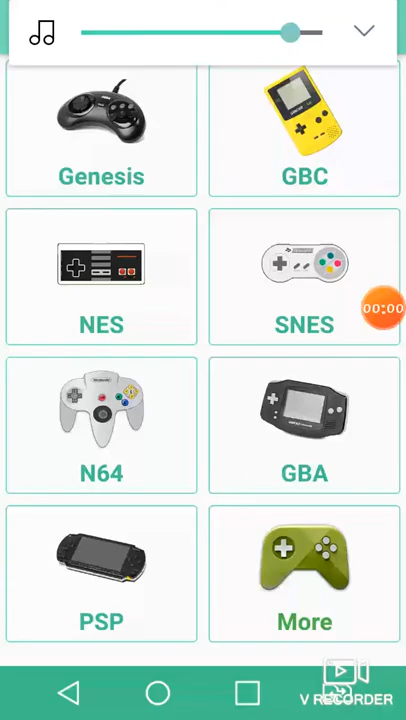 Genesis
GBC
NES
SNES
00:00
N64
GBA
PSP
More
V RECORDER